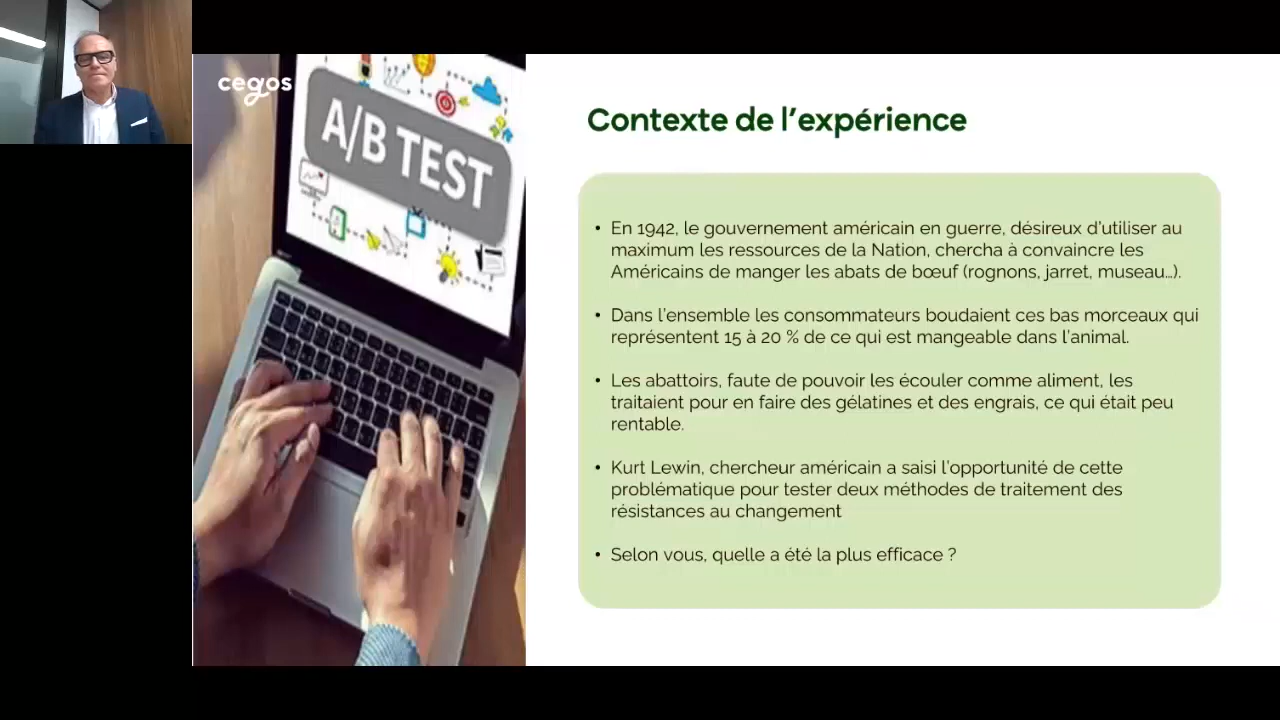 cegos
A/B TEST
Contexte de l'expérience
• En 1942, le gouvernement américain en guerre, désireux d'utiliser au
maximum les ressources de la Nation, chercha à convaincre les
Américains de manger les abats de bœuf (rognons, jarret, museau…).
• Dans l'ensemble les consommateurs boudaient ces bas morceaux qui
représentent 15 à 20 % de ce qui est mangeable dans l'animal.
• Les abattoirs, faute de pouvoir les écouler comme aliment, les
traitaient pour en faire des gélatines et des engrais, ce qui était peu
rentable.
• Kurt Lewin, chercheur américain a saisi l'opportunité de cette
problématique pour tester deux méthodes de traitement des
résistances au changement
• Selon vous, quelle a été la plus efficace ?